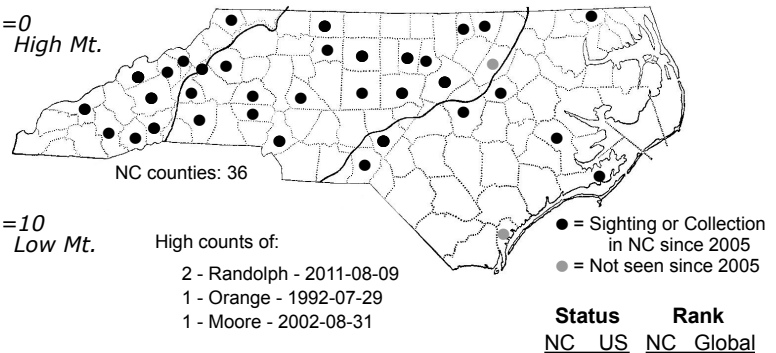 =0
High Mt.
NC counties: 36
=10
Low Mt.
High counts of:
2 - Randolph - 2011-08-09
1 - Orange - 1992-07-29
1 - Moore - 2002-08-31
= Sighting or Collection
in NC since 2005
= Not seen since 2005
Status Rank
NC US NC Global